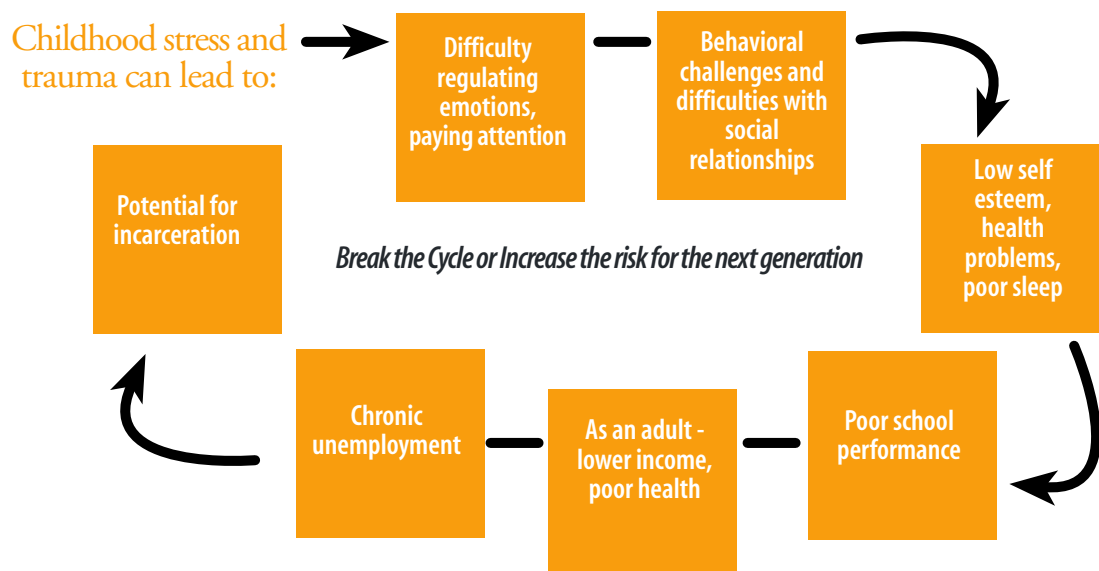 Childhood stress and
trauma can lead to:
Difficulty
regulating
emotions,
paying attention
Behavioral
challenges and
difficulties with
social
relationships
Low self
esteem,
health
problems,
poor sleep
Poor school
performance
As an adult -
lower income,
poor health
Chronic
unemployment
Potential for
incarceration
Break the Cycle or Increase the risk for the next generation